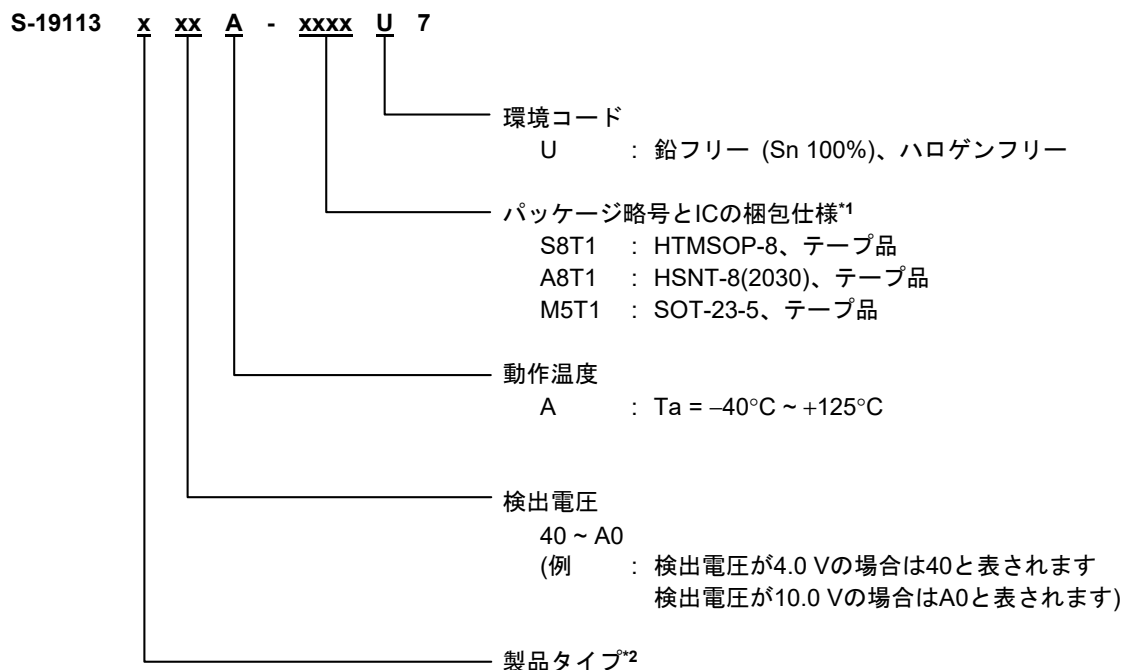 S-19113 x xx A - xxxx U 7
環境コード
U : 鉛フリー (Sn 100%)、ハロゲンフリー
パッケージ略号とICの梱包仕様*1
S8T1 : HTMSOP-8、テープ品
A8T1 : HSNT-8(2030)、テープ品
M5T1 : SOT-23-5、テープ品
動作温度
A : Ta = −40°C ~ +125°C
検出電圧
40 ~ A0
(例 : 検出電圧が4.0 Vの場合は40と表されます
検出電圧が10.0 Vの場合はA0と表されます)
製品タイプ*2